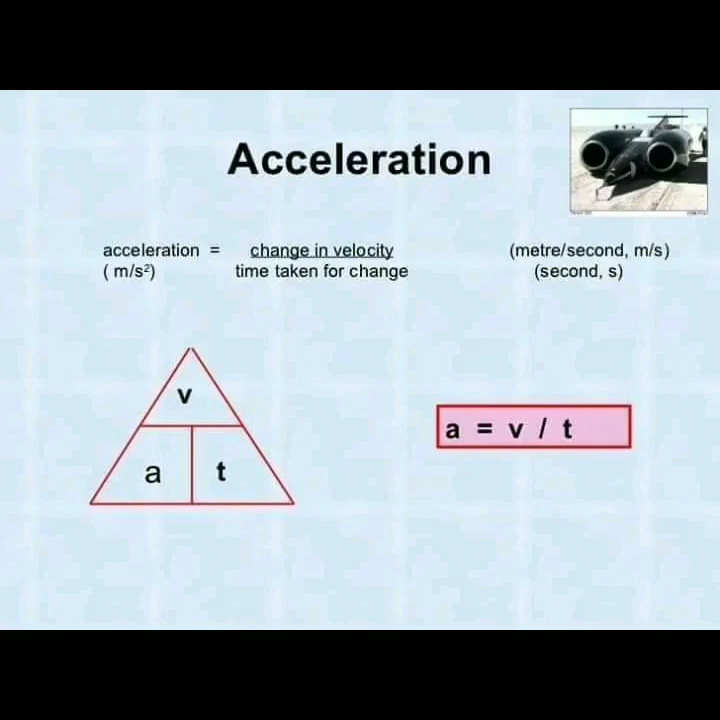 Acceleration
acceleration = change in velocity (metre/second, m/s)
( m/s²) time taken for change (second, s)
v
a t
a = v / t